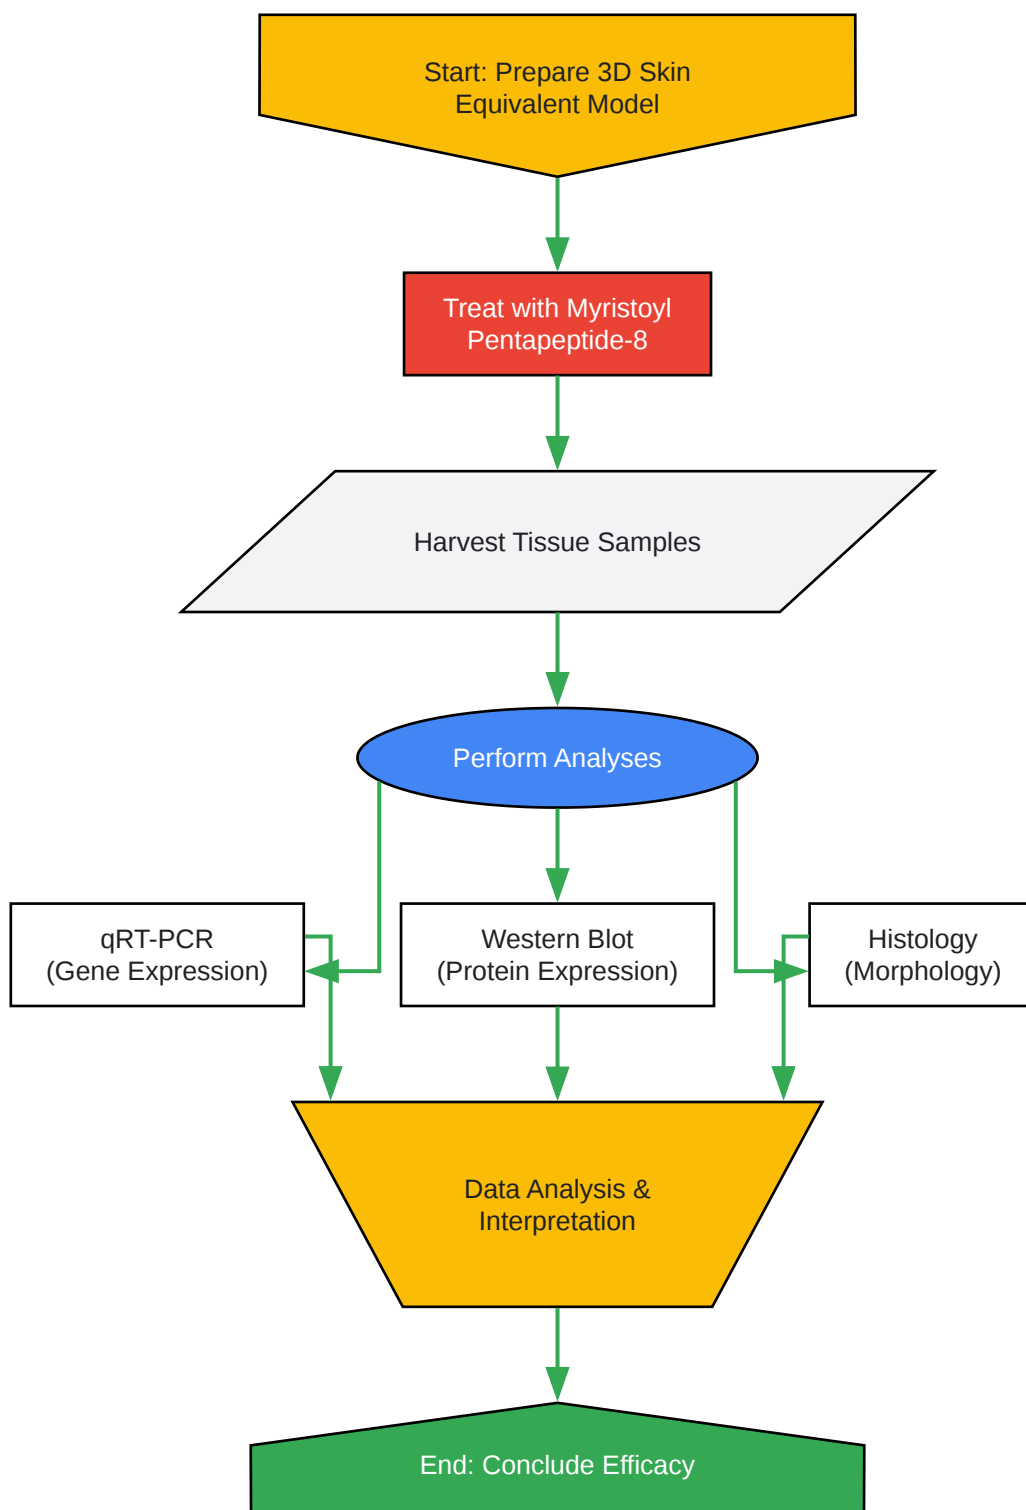 Start: Prepare 3D Skin
Equivalent Model
Treat with Myristoyl
Pentapeptide-8
Harvest Tissue Samples
Perform Analyses
qRT-PCR
(Gene Expression)
Western Blot
(Protein Expression)
Histology
(Morphology)
Data Analysis &
Interpretation
End: Conclude Efficacy